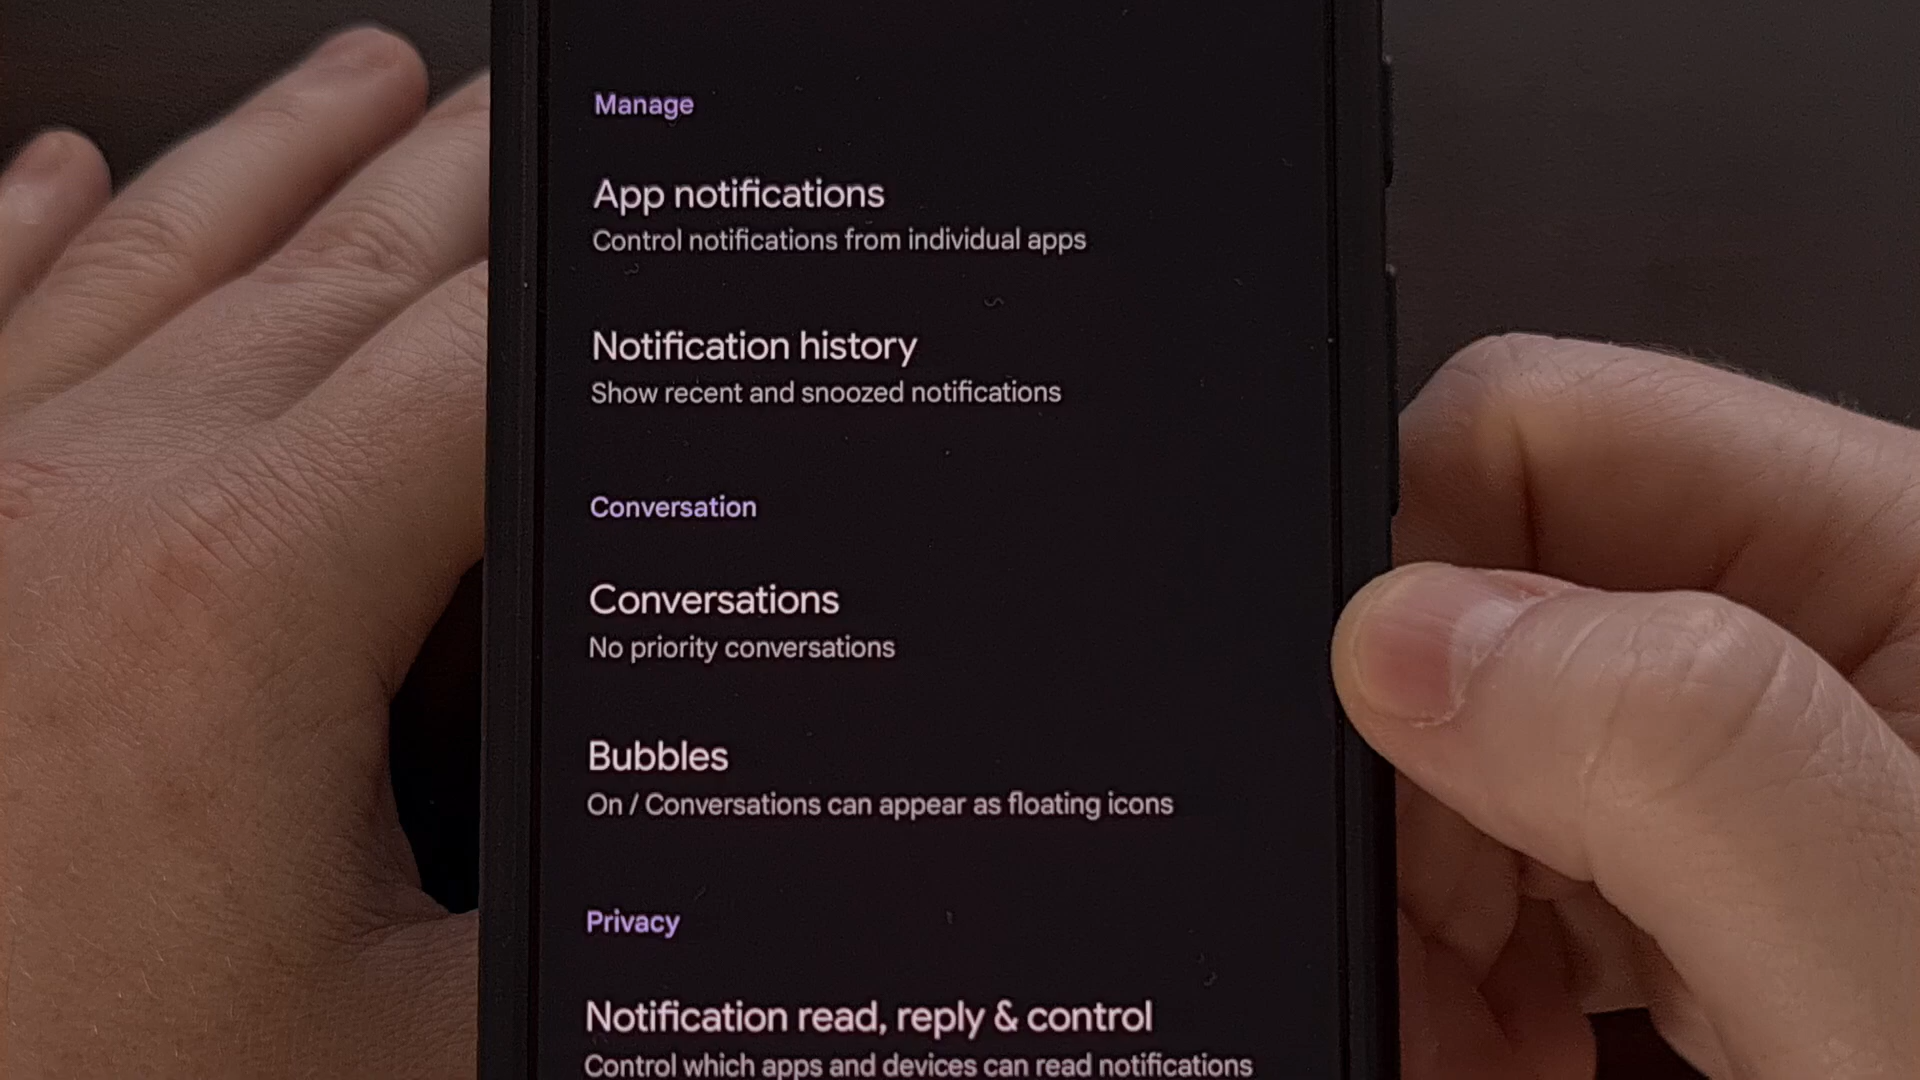 Manage
App notifications
Control notifications from individual apps
Notification history
Show recent and snoozed notifications
Conversation
Conversations
No priority conversations
Bubbles
On / Conversations can appear as floating icons
Privacy
Notification read, reply & control
Control which apps and devices can read notifications